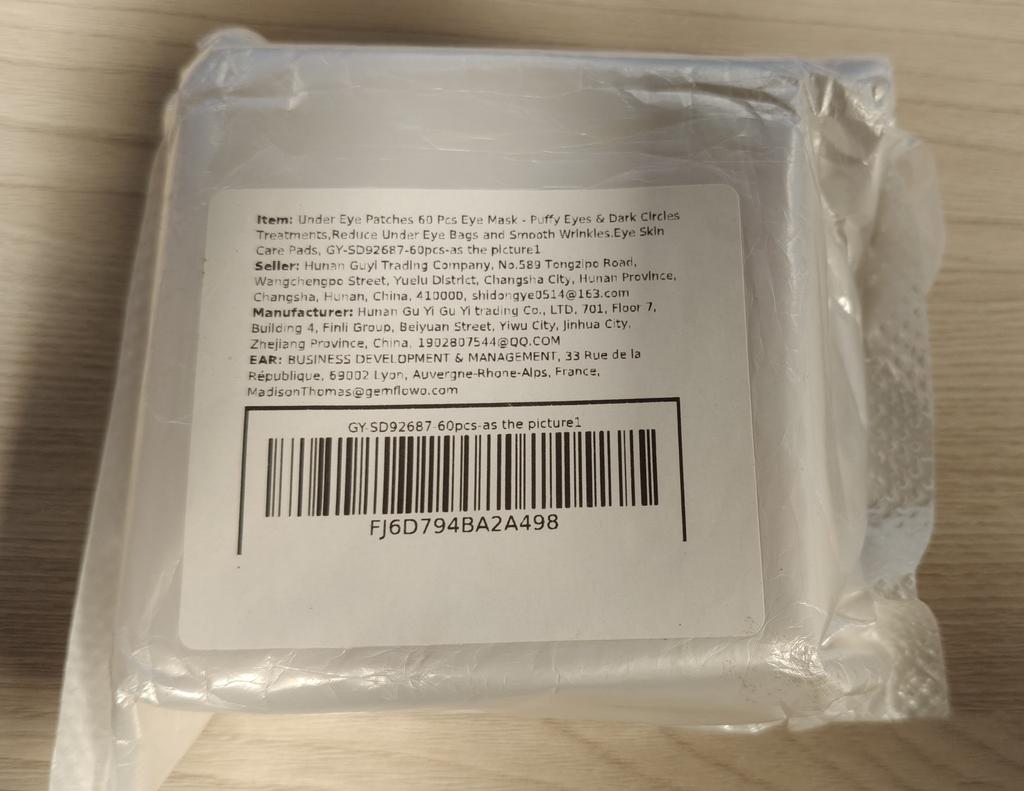 Item: Under Eye Patches 60 Pcs Eye Mask - Puffy Eyes & Dark Circles
Treatments,Reduce Under Eye Bags and Smooth Wrinkles.Eye Skin
Care Pads, GY-SD92687-60pcs-as the picture1
Seller: Hunan Guyi Trading Company, No.589 Tongzipo Road,
Wangchengpo Street, Yuelu District, Changsha City, Hunan Province,
Changsha, Hunan, China, 410000, shidongye0514@163.com
Manufacturer: Hunan Gu Yi Gu Yi trading Co., LTD, 701, Floor 7,
Building 4, Finli Group, Beiyuan Street, Yiwu City, Jinhua City,
Zhejiang Province, China, 1902807544@QQ.COM
EAR: BUSINESS DEVELOPMENT & MANAGEMENT, 33 Rue de la
République, 69002 Lyon, Auvergne-Rhone-Alps, France,
MadisonThomas@gemflowo.com
GY-SD92687-60pcs-as the picture1
FJ6D794BA2A498